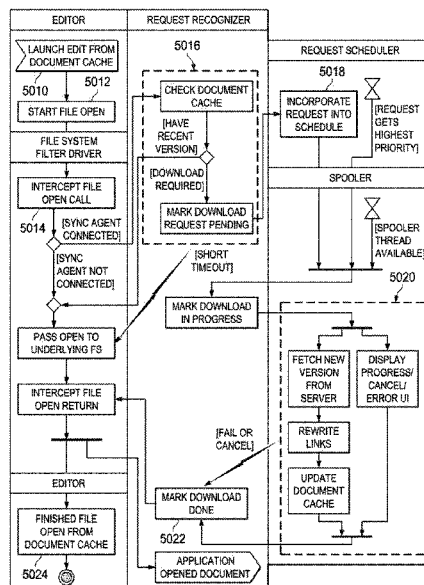 EDITOR
REQUEST RECOGNIZER
LAUNCH EDIT FROM
DOCUMENT CACHE
5010
5012
START FILE OPEN
FILE SYSTEM
FILTER DRIVER
INTERCEPT FILE
OPEN CALL
5014
[SYNC AGENT
CONNECTED]
[SYNC
AGENT NOT
CONNECTED]
PASS OPEN TO
UNDERLYING FS
INTERCEPT FILE
OPEN RETURN
EDITOR
FINISHED FILE
OPEN FROM
DOCUMENT CACHE
5024
5016
CHECK DOCUMENT
CACHE
[HAVE
RECENT
VERSION]
[DOWNLOAD
REQUIRED]
MARK DOWNLOAD
REQUEST PENDING
[SHORT
TIMEOUT]
MARK DOWNLOAD
IN PROGRESS
[FAIL OR
CANCEL]
MARK DOWNLOAD
DONE
5022
APPLICATION
OPENED DOCUMENT
REQUEST SCHEDULER
5018
INCORPORATE
REQUEST INTO
SCHEDULE
[REQUEST
GETS
HIGHEST
PRIORITY]
SPOOLER
[SPOOLER
THREAD
AVAILABLE]
5020
FETCH NEW
VERSION
FROM
SERVER
DISPLAY
PROGRESS/
CANCEL/
ERROR UI
REWRITE
LINKS
UPDATE
DOCUMENT
CACHE